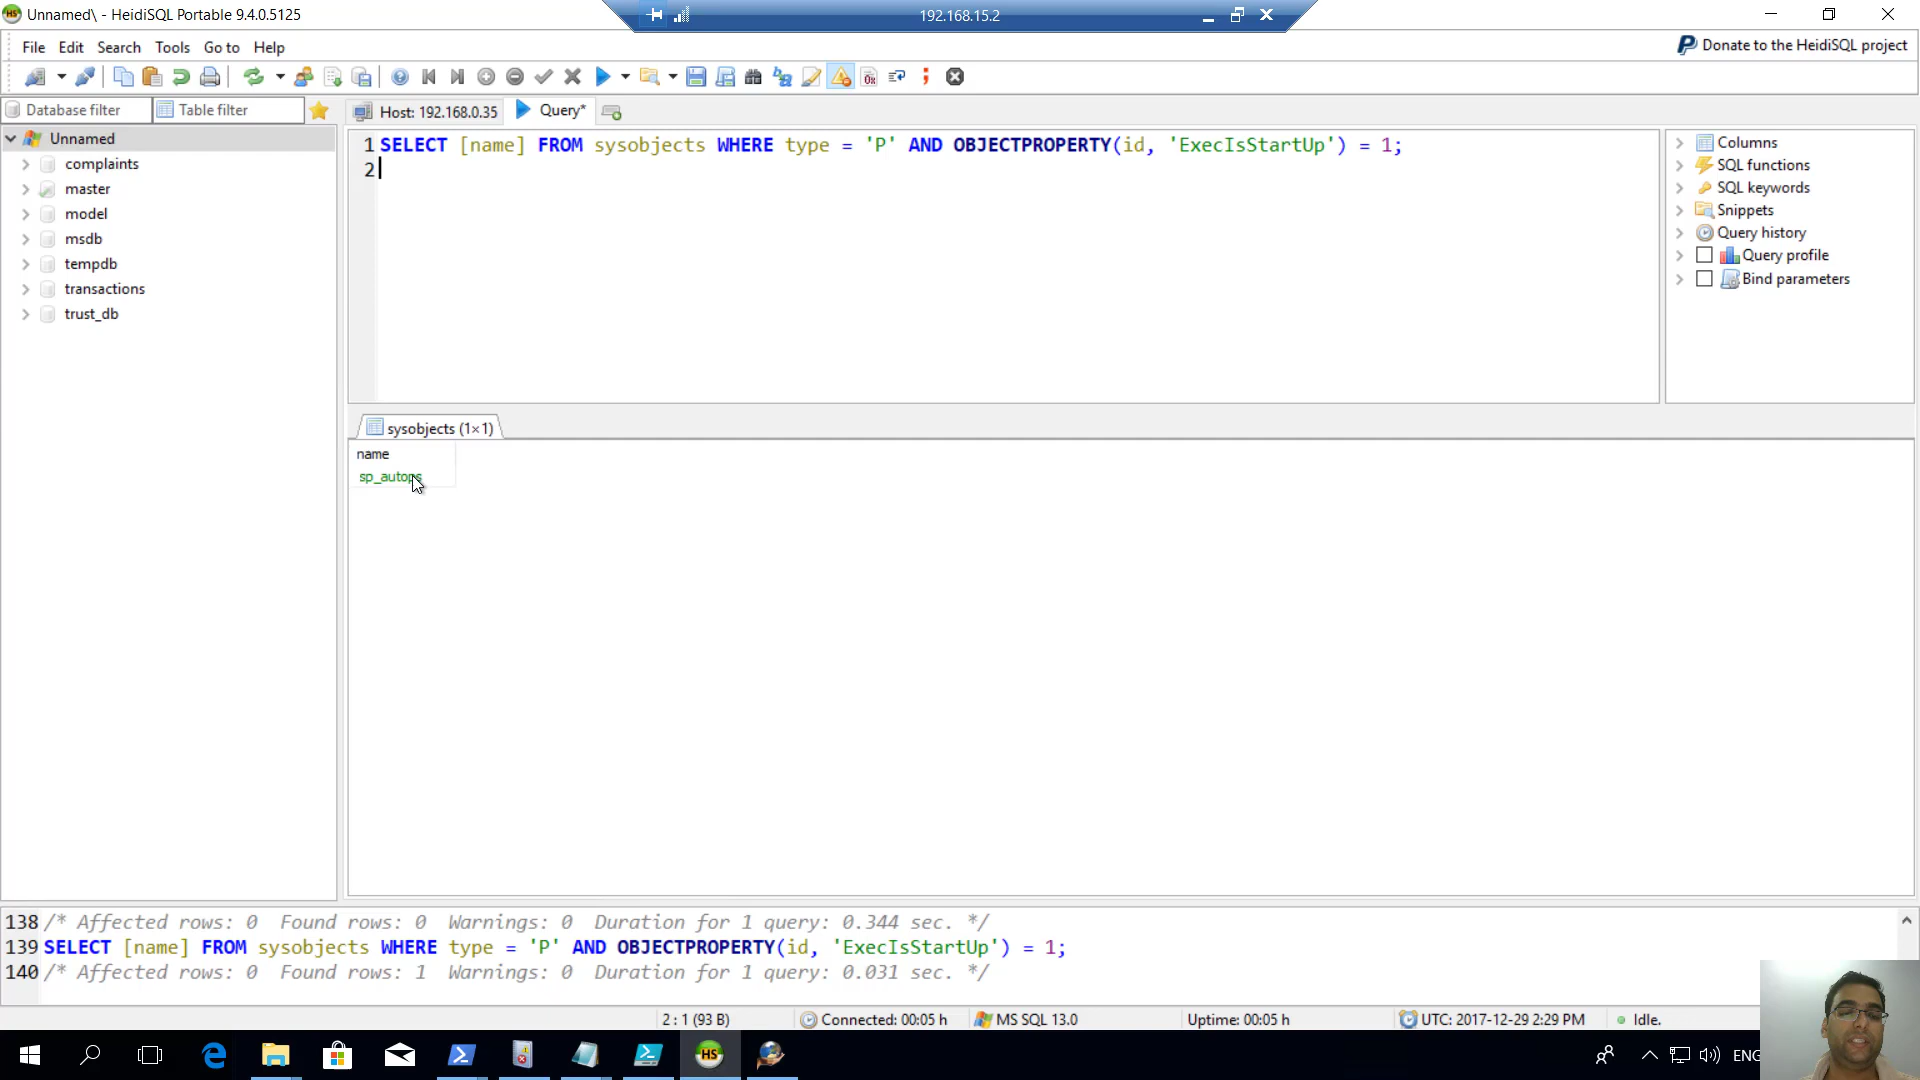 Unnamed\ - HeidiSQL Portable 9.4.0.5125
192.168.15.2
File Edit Search Tools Go to Help
Donate to the HeidiSQL project
Database filter
Table filter
Host: 192.168.0.35
Query*
Unnamed
complaints
master
model
msdb
tempdb
transactions
trust_db
1 SELECT [name] FROM sysobjects WHERE type = 'P' AND OBJECTPROPERTY(id, 'ExecIsStartUp') = 1;
2
Columns
SQL functions
SQL keywords
Snippets
Query history
Query profile
Bind parameters
sysobjects (1×1)
name
sp_autops
138 /* Affected rows: 0 Found rows: 0 Warnings: 0 Duration for 1 query: 0.344 sec. */
139 SELECT [name] FROM sysobjects WHERE type = 'P' AND OBJECTPROPERTY(id, 'ExecIsStartUp') = 1;
140 /* Affected rows: 0 Found rows: 1 Warnings: 0 Duration for 1 query: 0.031 sec. */
2 : 1 (93 B)
Connected: 00:05 h
MS SQL 13.0
Uptime: 00:05 h
UTC: 2017-12-29 2:29 PM
Idle.
HS
ENG